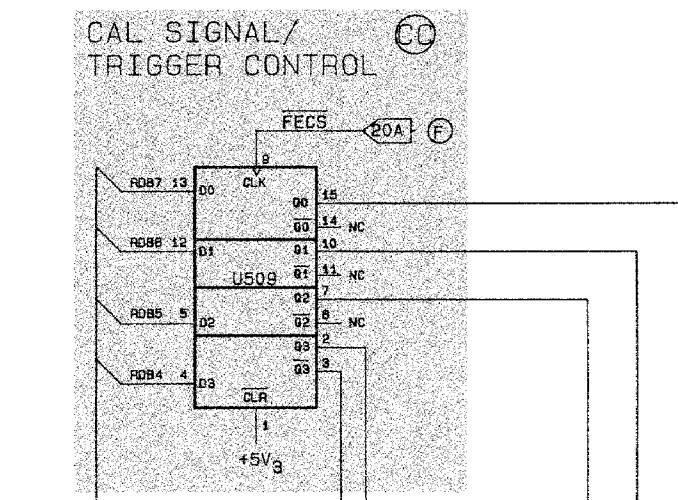 CAL SIGNAL/ CC
TRIGGER CONTROL
FECS 20A F
9
RDB7 13 D0 CLK
Q0 15
Q0 14 NC
RDB6 12 D1 Q1 10
Q1 11 NC
U509
Q2 7
RDB5 5 D2 Q2 6 NC
Q3 2
Q3 3
RDB4 4 D3
CLR
1
+5V3